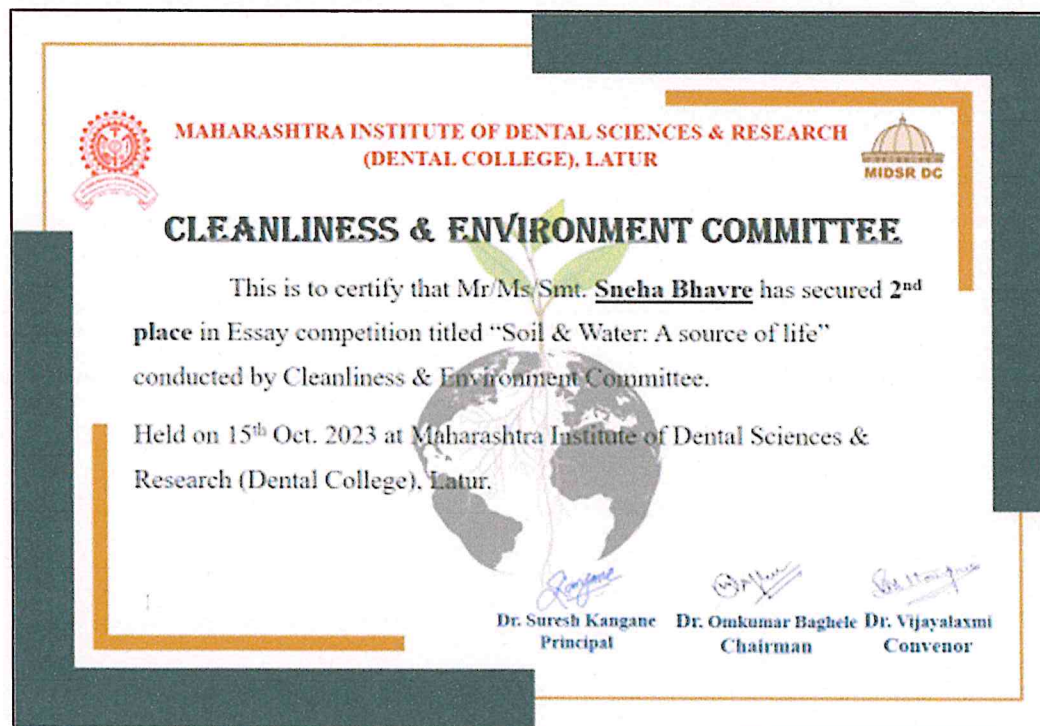 MAHARASHTRA INSTITUTE OF DENTAL SCIENCES & RESEARCH
(DENTAL COLLEGE), LATUR
MIDSR DC
CLEANLINESS & ENVIRONMENT COMMITTEE
This is to certify that Mr/Ms/Smt. Sneha Bhavre has secured 2nd
place in Essay competition titled “Soil & Water: A source of life”
conducted by Cleanliness & Environment Committee.
Held on 15th Oct. 2023 at Maharashtra Institute of Dental Sciences &
Research (Dental College), Latur.
Dr. Suresh Kangane
Principal
Dr. Omkumar Baghele
Chairman
Dr. Vijayalaxmi
Convenor